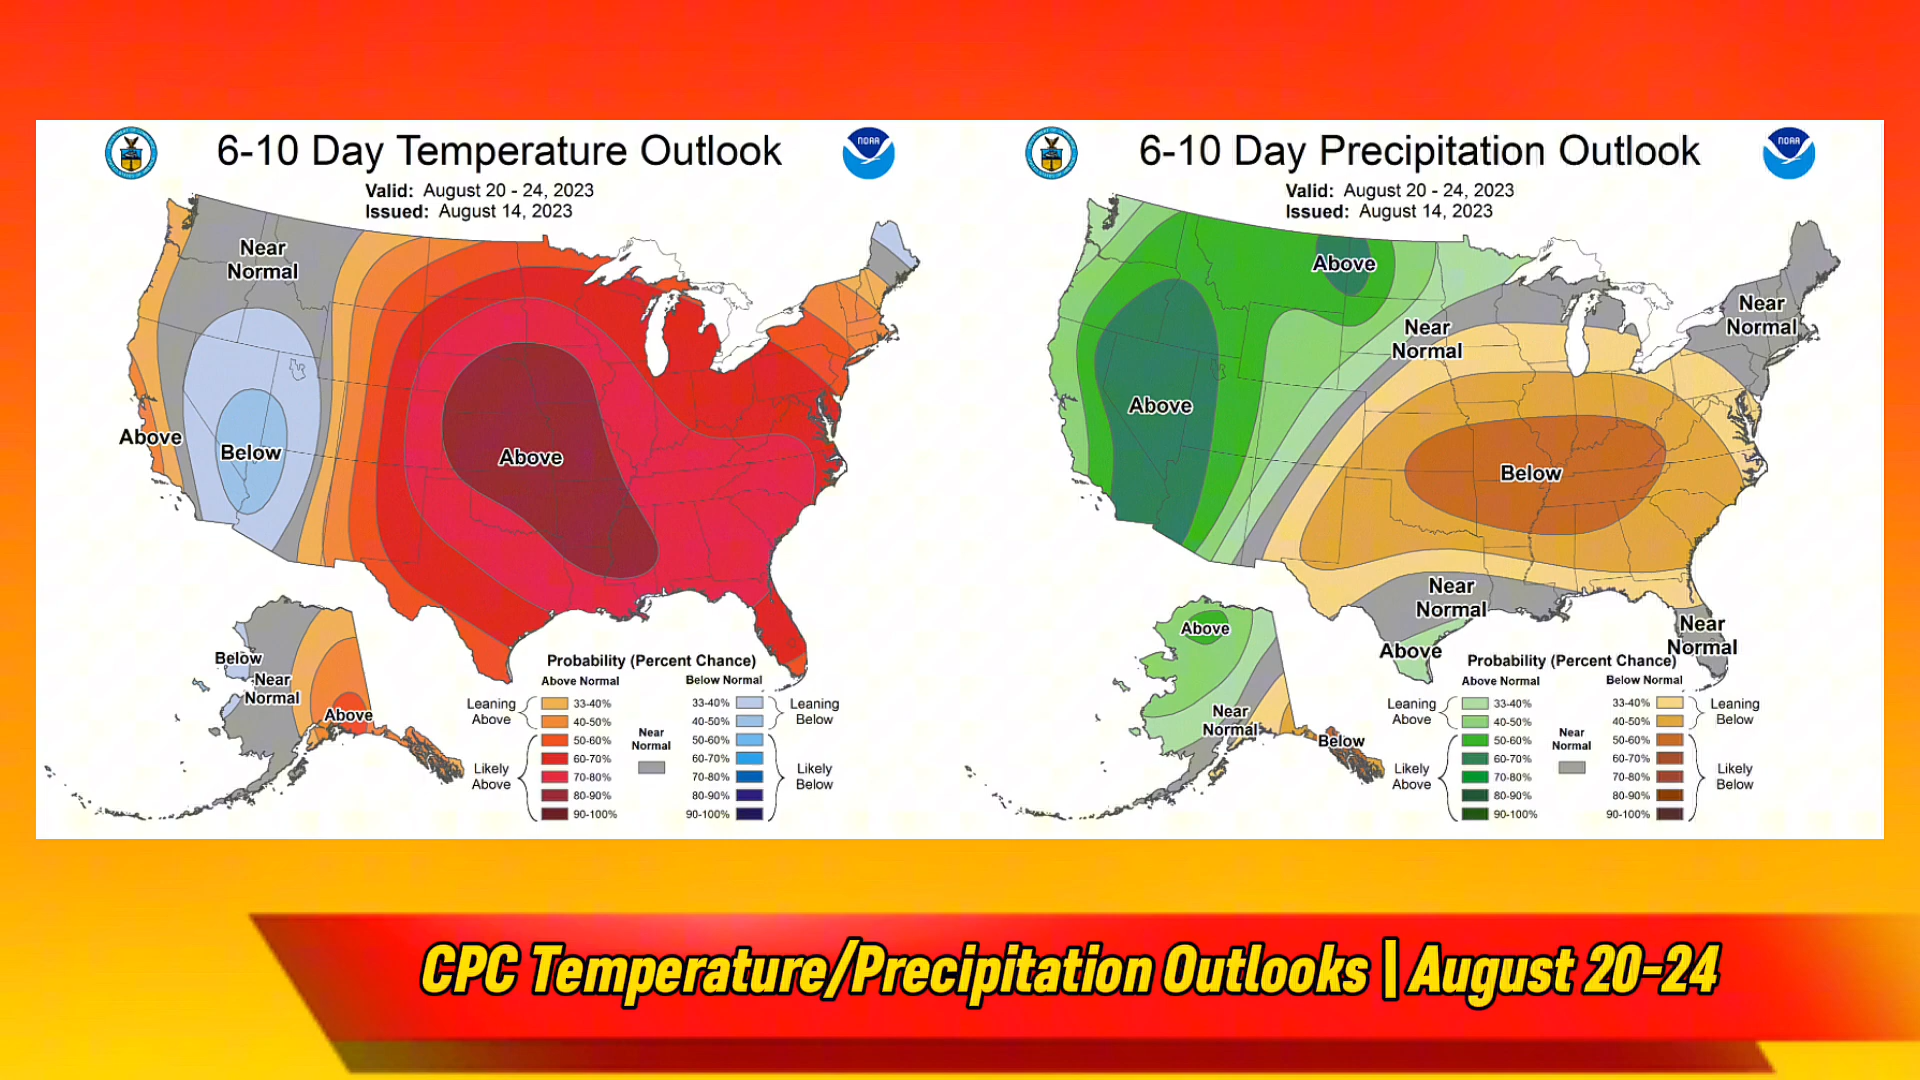 6-10 Day Temperature Outlook
NOAA
Valid: August 20 - 24, 2023
Issued: August 14, 2023
Near
Normal
Above
Below
Above
Below
Near
Normal
Above
Probability (Percent Chance)
Above Normal
Below Normal
Leaning
Above
33-40%
40-50%
Likely
Above
50-60%
60-70%
70-80%
80-90%
90-100%
Near
Normal
33-40%
40-50%
Leaning
Below
50-60%
60-70%
70-80%
80-90%
90-100%
Likely
Below
6-10 Day Precipitation Outlook
NOAA
Valid: August 20 - 24, 2023
Issued: August 14, 2023
Above
Near
Normal
Near
Normal
Above
Below
Near
Normal
Above
Near
Normal
Above
Near
Normal
Below
Probability (Percent Chance)
Above Normal
Below Normal
Leaning
Above
33-40%
40-50%
Likely
Above
50-60%
60-70%
70-80%
80-90%
90-100%
Near
Normal
33-40%
40-50%
Leaning
Below
50-60%
60-70%
70-80%
80-90%
90-100%
Likely
Below
CPC Temperature/Precipitation Outlooks | August 20-24